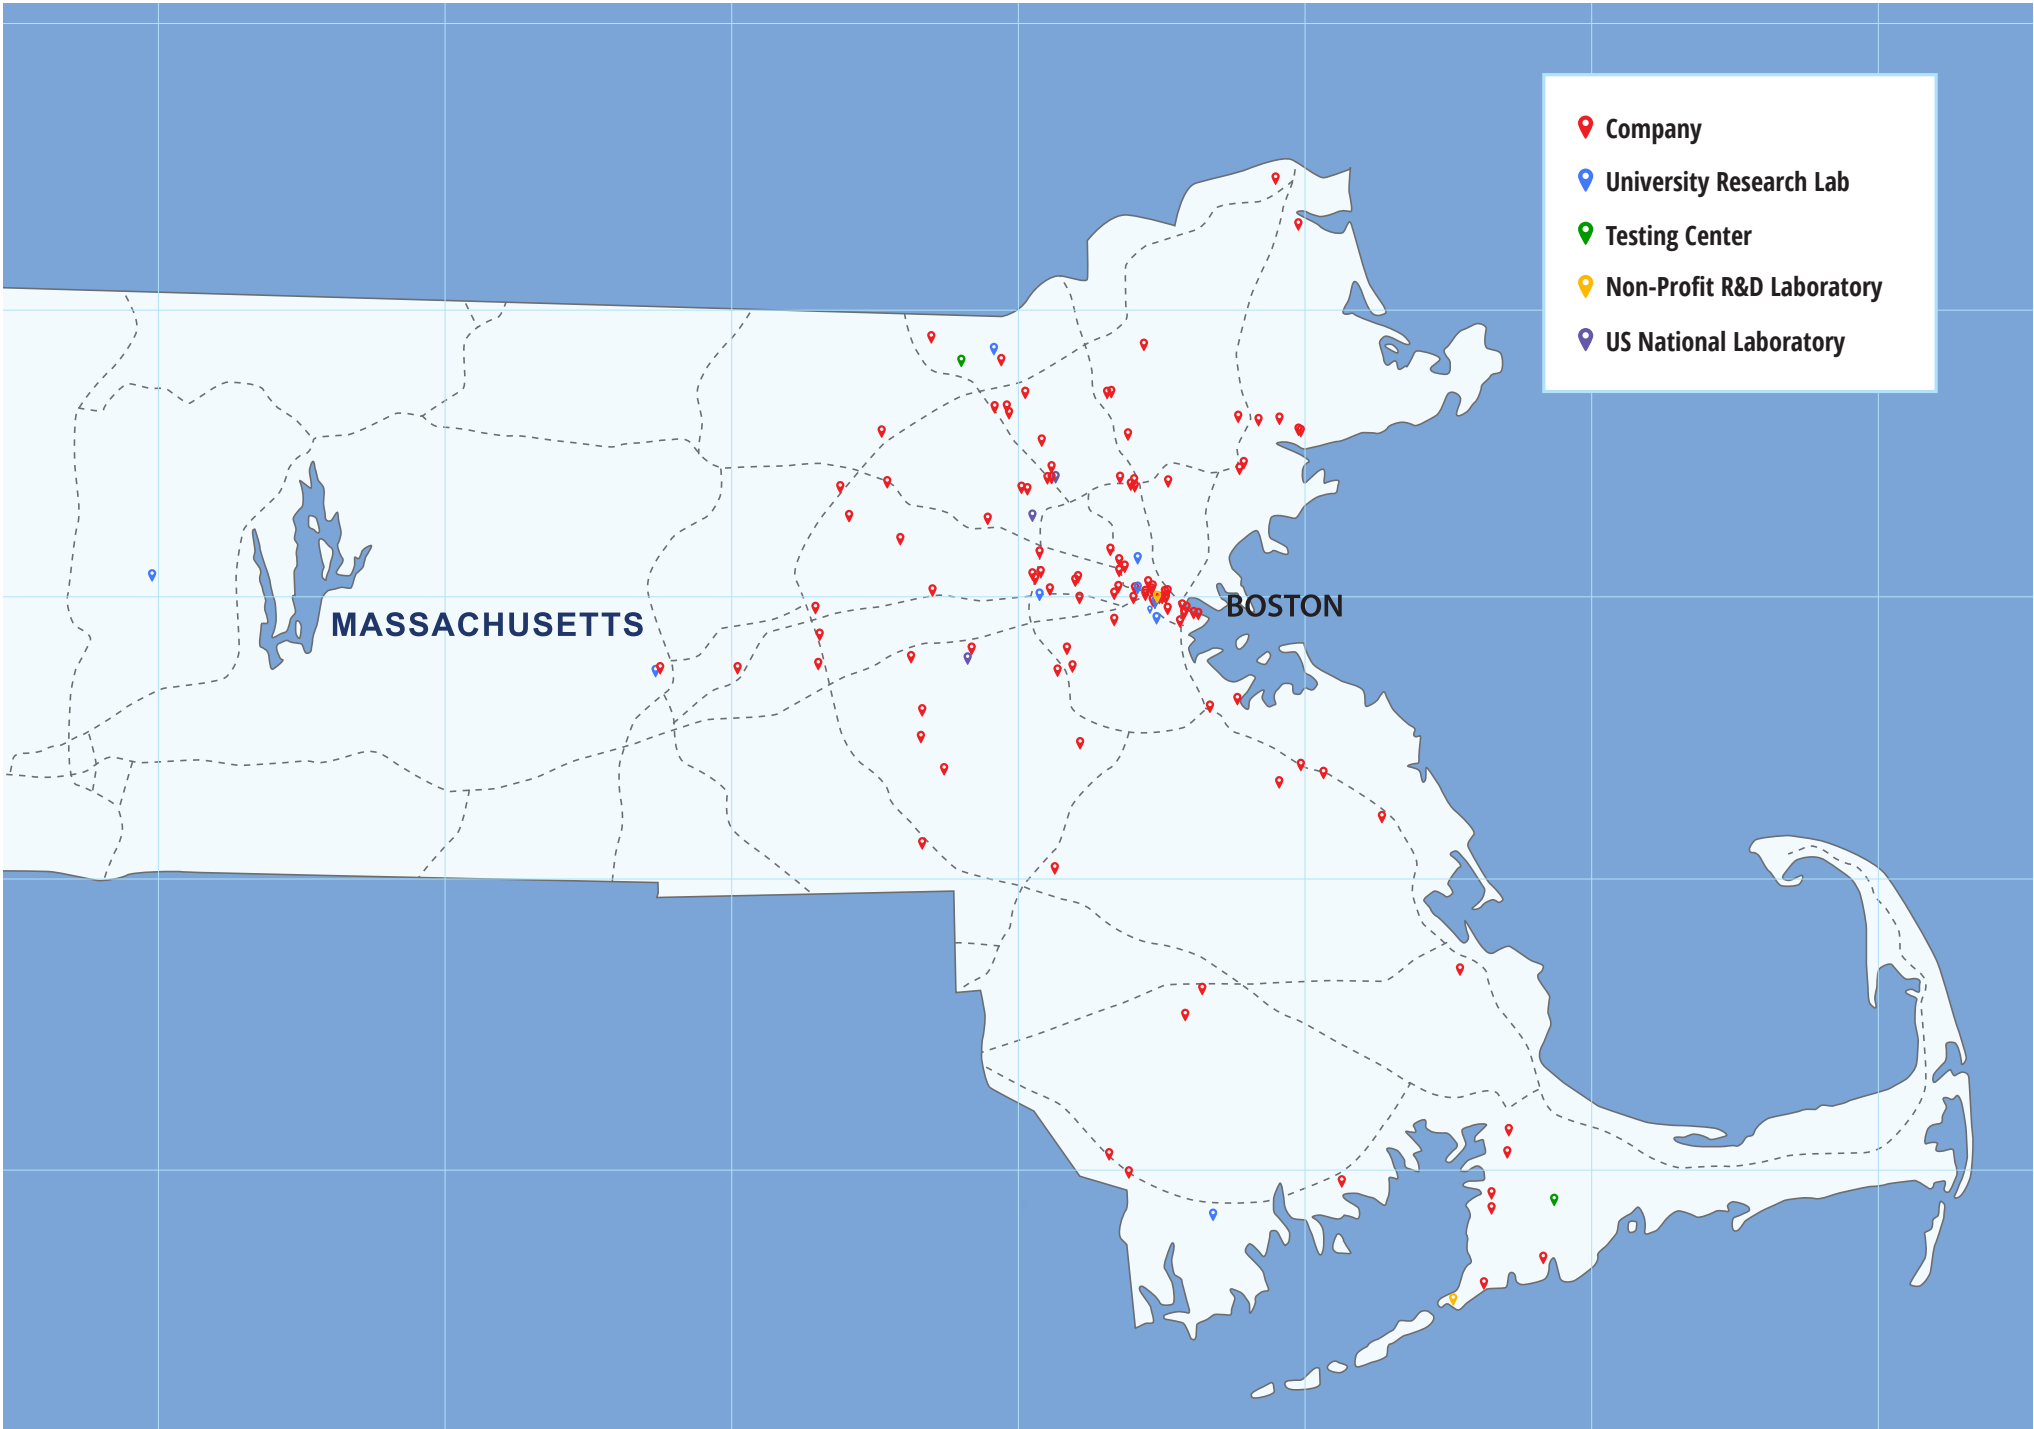 Company
University Research Lab
Testing Center
Non-Profit R&D Laboratory
US National Laboratory
BOSTON
MASSACHUSETTS